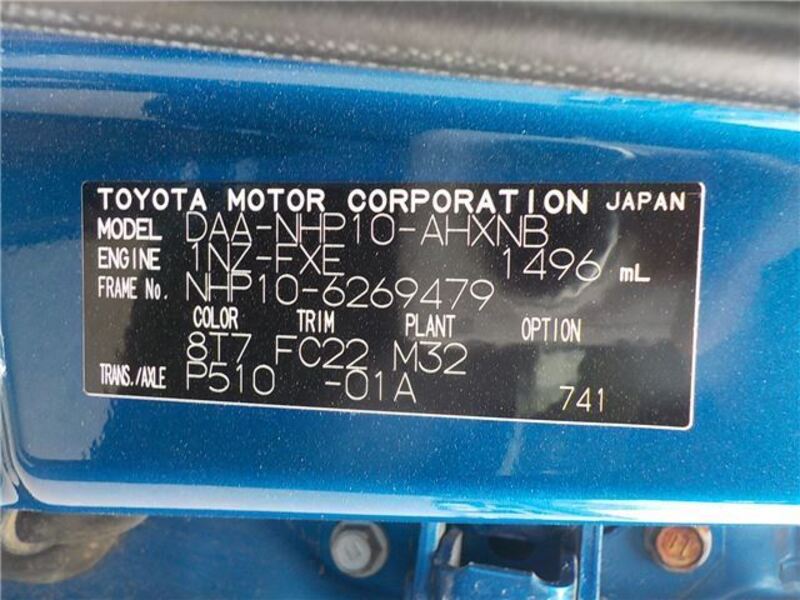 TOYOTA MOTOR CORPORATION JAPAN
MODEL DAA-NHP10-AHXNB
ENGINE 1NZ-FXE 1496 mL
FRAME No. NHP10-6269479
COLOR TRIM PLANT OPTION
8T7 FC22 M32
TRANS./AXLE P510 -01A 741